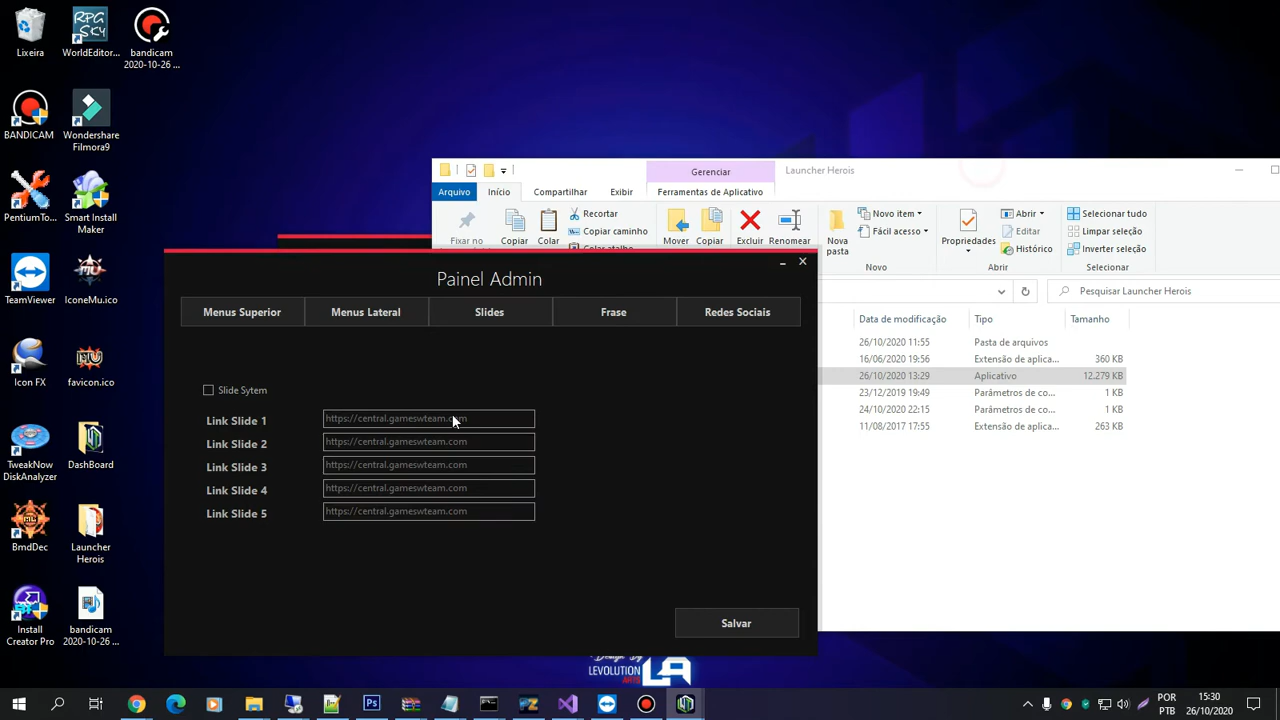 Lixeira
WorldEditor...
bandicam
2020-10-26 ...
BANDICAM
Wondershare
Filmora9
PentiumTo...
Smart Install
Maker
TeamViewer
IconeMu.ico
Icon FX
favicon.ico
TweakNow
DiskAnalyzer
DashBoard
BmdDec
Launcher
Herois
Install
Creator Pro
bandicam
2020-10-26 ...
RPG
SKY
Gerenciar
Launcher Herois
Arquivo
Início
Compartilhar
Exibir
Ferramentas de Aplicativo
Fixar no
Copiar
Colar
Recortar
Copiar caminho
Colar atalho
Mover
Copiar
Excluir
Renomear
Nova
pasta
Novo item
Fácil acesso
Novo
Propriedades
Abrir
Editar
Histórico
Abrir
Selecionar tudo
Limpar seleção
Inverter seleção
Selecionar
Pesquisar Launcher Herois
Data de modificação Tipo Tamanho
26/10/2020 11:55 Pasta de arquivos
16/06/2020 19:56 Extensão de aplica... 360 KB
26/10/2020 13:29 Aplicativo 12.279 KB
23/12/2019 19:49 Parâmetros de co... 1 KB
24/10/2020 22:15 Parâmetros de co... 1 KB
11/08/2017 17:55 Extensão de aplica... 263 KB
Painel Admin
Menus Superior
Menus Lateral
Slides
Frase
Redes Sociais
Slide Sytem
Link Slide 1 https://central.gameswteam.com
Link Slide 2 https://central.gameswteam.com
Link Slide 3 https://central.gameswteam.com
Link Slide 4 https://central.gameswteam.com
Link Slide 5 https://central.gameswteam.com
Salvar
Design By
LEVOLUTION
ARTS
LA
POR
PTB
15:30
26/10/2020